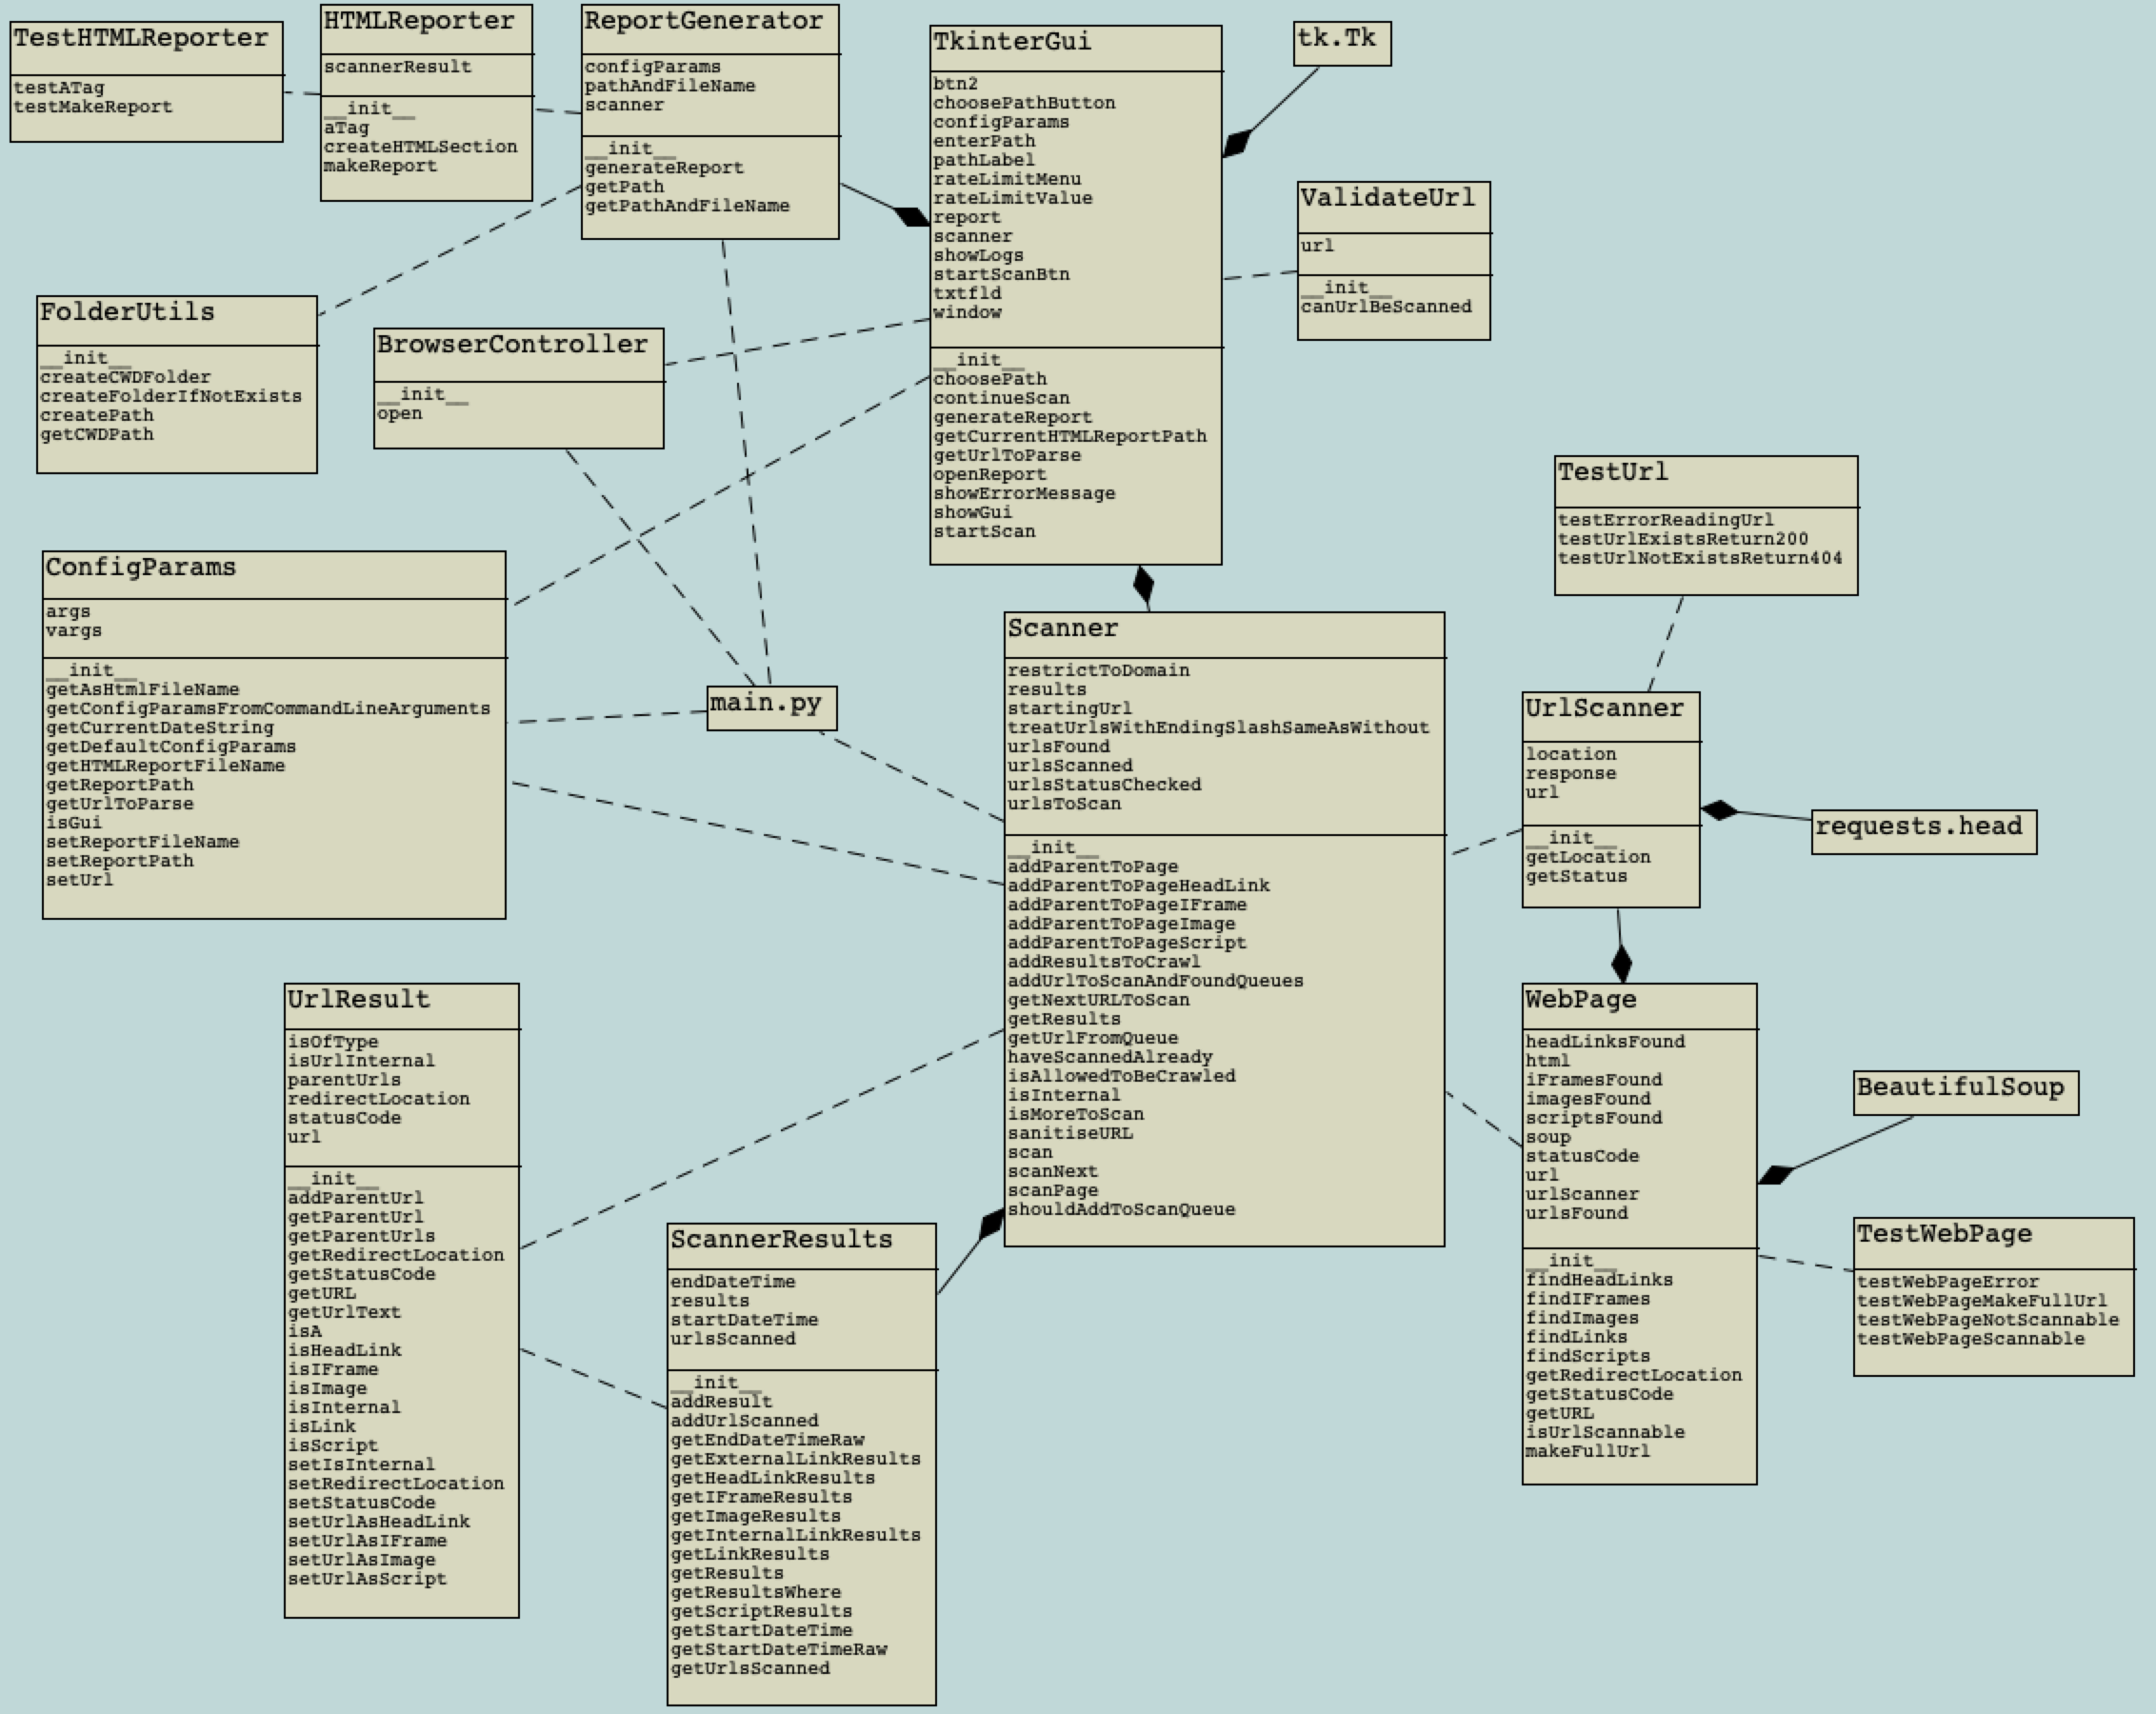 TestHTMLReporter
testATag
testMakeReport
HTMLReporter
scannerResult
__init__
aTag
createHTMLSection
makeReport
ReportGenerator
configParams
pathAndFileName
scanner
__init__
generateReport
getPath
getPathAndFileName
TkinterGui
btn2
choosePathButton
configParams
enterPath
pathLabel
rateLimitMenu
rateLimitValue
report
scanner
showLogs
startScanBtn
txtfld
window
__init__
choosePath
continueScan
generateReport
getCurrentHTMLReportPath
getUrlToParse
openReport
showErrorMessage
showGui
startScan
tk.Tk
ValidateUrl
url
__init__
canUrlBeScanned
FolderUtils
__init__
createCWDFolder
createFolderIfNotExists
createPath
getCWDPath
BrowserController
__init__
open
TestUrl
testErrorReadingUrl
testUrlExistsReturn200
testUrlNotExistsReturn404
ConfigParams
args
vargs
__init__
getAsHtmlFileName
getConfigParamsFromCommandLineArguments
getCurrentDateString
getDefaultConfigParams
getHTMLReportFileName
getReportPath
getUrlToParse
isGui
setReportFileName
setReportPath
setUrl
main.py
Scanner
restrictToDomain
results
startingUrl
treatUrlsWithEndingSlashSameAsWithout
urlsFound
urlsScanned
urlsStatusChecked
urlsToScan
__init__
addParentToPage
addParentToPageHeadLink
addParentToPageIFrame
addParentToPageImage
addParentToPageScript
addResultsToCrawl
addUrlToScanAndFoundQueues
getNextURLToScan
getResults
getUrlFromQueue
haveScannedAlready
isAllowedToBeCrawled
isInternal
isMoreToScan
sanitiseURL
scan
scanNext
scanPage
shouldAddToScanQueue
UrlScanner
location
response
url
__init__
getLocation
getStatus
requests.head
UrlResult
isOfType
isUrlInternal
parentUrls
redirectLocation
statusCode
url
__init__
addParentUrl
getParentUrl
getParentUrls
getRedirectLocation
getStatusCode
getURL
getUrlText
isA
isHeadLink
isIFrame
isImage
isInternal
isLink
isScript
setIsInternal
setRedirectLocation
setStatusCode
setUrlAsHeadLink
setUrlAsIFrame
setUrlAsImage
setUrlAsScript
ScannerResults
endDateTime
results
startDateTime
urlsScanned
__init__
addResult
addUrlScanned
getEndDateTimeRaw
getExternalLinkResults
getHeadLinkResults
getIFrameResults
getImageResults
getInternalLinkResults
getLinkResults
getResults
getResultsWhere
getScriptResults
getStartDateTime
getStartDateTimeRaw
getUrlsScanned
WebPage
headLinksFound
html
iFramesFound
imagesFound
scriptsFound
soup
statusCode
url
urlScanner
urlsFound
__init__
findHeadLinks
findIFrames
findImages
findLinks
findScripts
getRedirectLocation
getStatusCode
getURL
isUrlScannable
makeFullUrl
BeautifulSoup
TestWebPage
testWebPageError
testWebPageMakeFullUrl
testWebPageNotScannable
testWebPageScannable